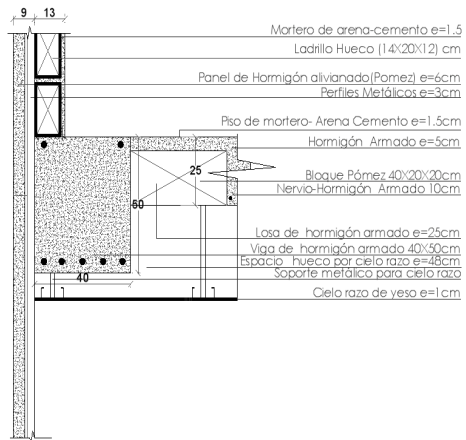 9 13
Mortero de arena-cemento e=1.5
Ladrillo Hueco (14X20X12) cm
Panel de Hormigón alivianado(Pomez) e=6cm
Perfiles Metálicos e=3cm
Piso de mortero- Arena Cemento e=1.5cm
Hormigón Armado e=5cm
25
Bloque Pómez 40X20X20cm
Nervio-Hormigón Armado 10cm
Losa de hormigón armado e=25cm
Viga de hormigón armado 40X50cm
Espacio hueco por cielo razo e=48cm
Soporte metálico para cielo razo
40
Cielo razo de yeso e=1cm